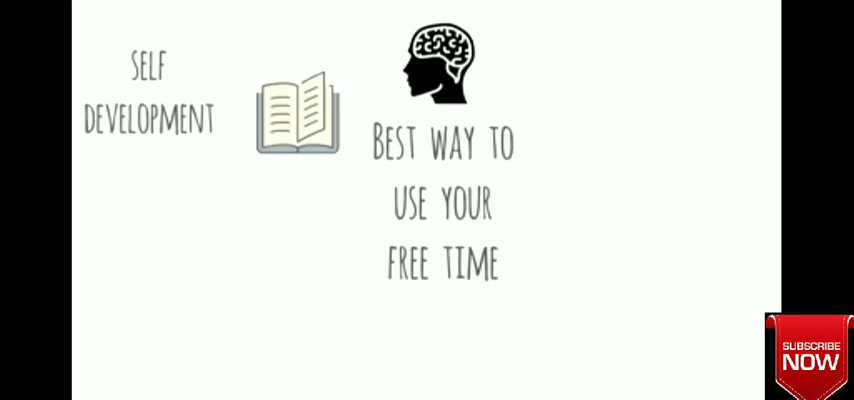 SELF
DEVELOPMENT
BEST WAY TO
USE YOUR
FREE TIME
SUBSCRIBE
NOW